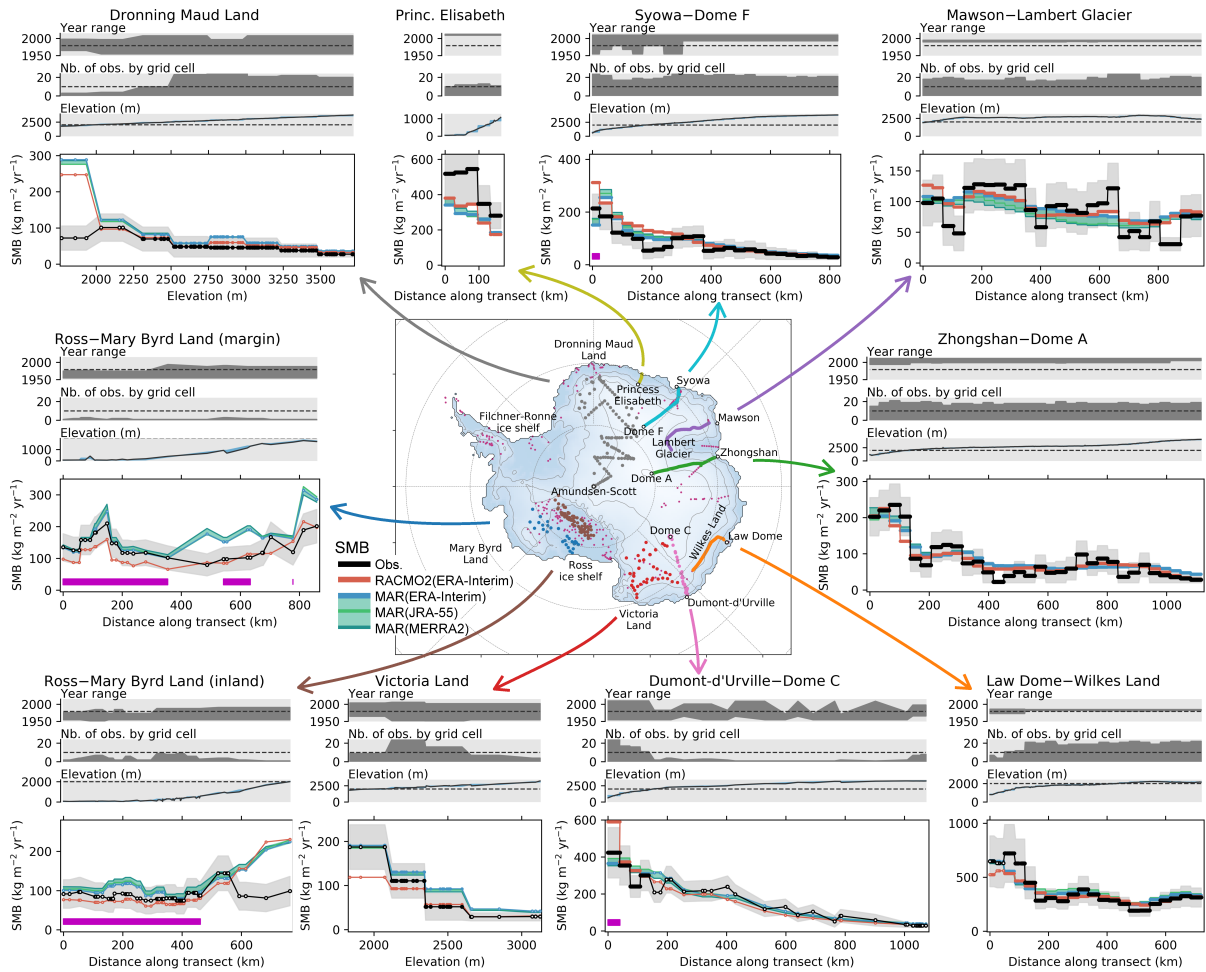 Dronning Maud Land
Year range
2000
1950
Nb. of obs. by grid cell
20
0
Elevation (m)
2500
0
SMB (kg m−2 yr−1)
300
200
100
0
2000 2250 2500 2750 3000 3250 3500
Elevation (m)
Princ. Elisabeth
2000
1950
20
0
1000
0
SMB (kg m−2 yr−1)
600
400
200
0
0 100
Distance along transect (km)
Syowa−Dome F
Year range
2000
1950
Nb. of obs. by grid cell
20
0
Elevation (m)
2500
0
SMB (kg m−2 yr−1)
400
200
0
0 200 400 600 800
Distance along transect (km)
Mawson−Lambert Glacier
Year range
2000
1950
Nb. of obs. by grid cell
20
0
Elevation (m)
2500
0
SMB (kg m−2 yr−1)
150
100
50
0
0 200 400 600 800
Distance along transect (km)
Ross−Mary Byrd Land (margin)
Year range
2000
1950
Nb. of obs. by grid cell
20
0
Elevation (m)
1000
0
SMB (kg m−2 yr−1)
300
200
100
0
0 200 400 600 800
Distance along transect (km)
Dronning Maud
Land
Princess
Elisabeth
Syowa
Filchner-Ronne
ice shelf
Dome F
Mawson
Lambert
Glacier
Zhongshan
Dome A
Amundsen-Scott
Dome C
Wilkes Land
Law Dome
Mary Byrd
Land
Ross
ice shelf
Dumont-d'Urville
Victoria
Land
SMB
Obs.
RACMO2(ERA-Interim)
MAR(ERA-Interim)
MAR(JRA-55)
MAR(MERRA2)
Zhongshan−Dome A
Year range
2000
1950
Nb. of obs. by grid cell
20
0
Elevation (m)
2500
0
SMB (kg m−2 yr−1)
300
200
100
0
0 200 400 600 800 1000
Distance along transect (km)
Ross−Mary Byrd Land (inland)
Year range
2000
1950
Nb. of obs. by grid cell
20
0
Elevation (m)
2000
0
SMB (kg m−2 yr−1)
200
100
0
0 200 400 600
Distance along transect (km)
Victoria Land
Year range
2000
1950
Nb. of obs. by grid cell
20
0
Elevation (m)
2500
0
SMB (kg m−2 yr−1)
200
100
0
2000 2500 3000
Elevation (m)
Dumont-d'Urville−Dome C
Year range
2000
1950
Nb. of obs. by grid cell
20
0
Elevation (m)
2500
0
SMB (kg m−2 yr−1)
600
400
200
0
0 200 400 600 800 1000
Distance along transect (km)
Law Dome−Wilkes Land
Year range
2000
1950
Nb. of obs. by grid cell
20
0
Elevation (m)
2000
0
SMB (kg m−2 yr−1)
1000
500
0
0 200 400 600
Distance along transect (km)